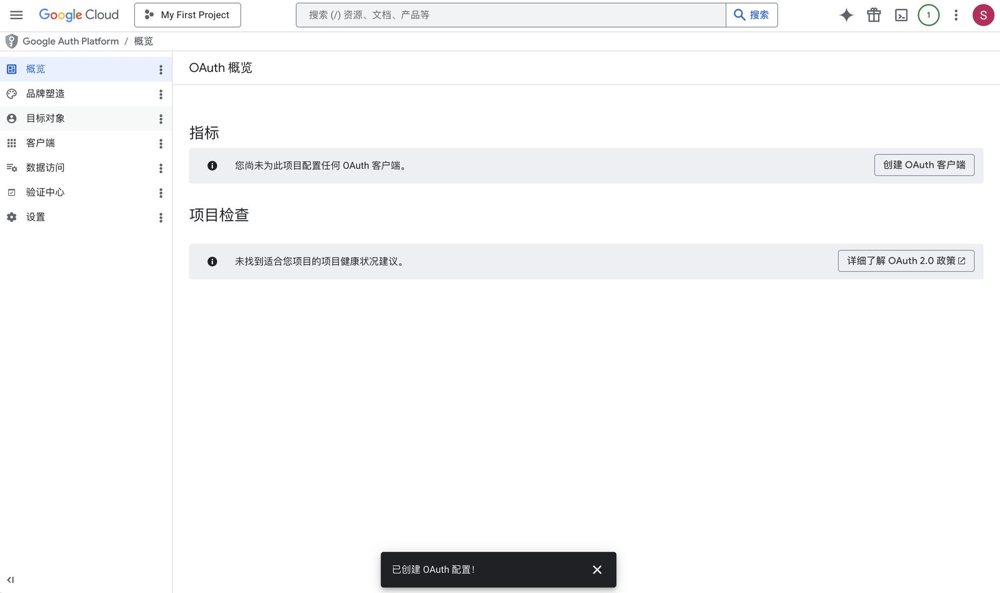 Google Cloud
My First Project
搜索 (/) 资源、文档、产品等
搜索
1
S
Google Auth Platform / 概览
概览
品牌塑造
目标对象
客户端
数据访问
验证中心
设置
OAuth 概览
指标
您尚未为此项目配置任何 OAuth 客户端。
创建 OAuth 客户端
项目检查
未找到适合您项目的项目健康状况建议。
详细了解 OAuth 2.0 政策
已创建 OAuth 配置！